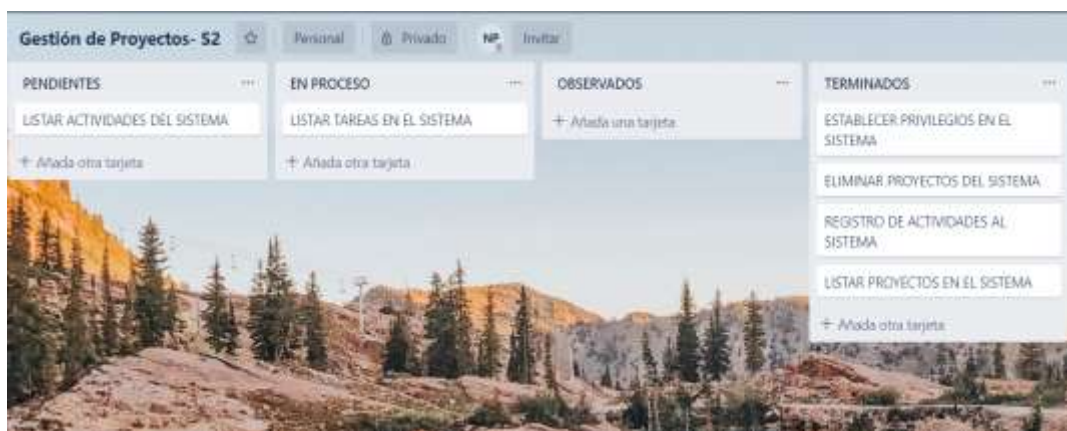 Gestión de Proyectos- S2
Personal
Privado
NP
Invitar
PENDIENTES
LISTAR ACTIVIDADES DEL SISTEMA
+ Añada otra tarjeta
EN PROCESO
LISTAR TAREAS EN EL SISTEMA
+ Añada otra tarjeta
OBSERVADOS
+ Añada una tarjeta
TERMINADOS
ESTABLECER PRIVILEGIOS EN EL
SISTEMA
ELIMINAR PROYECTOS DEL SISTEMA
REGISTRO DE ACTIVIDADES AL
SISTEMA
LISTAR PROYECTOS EN EL SISTEMA
+ Añada otra tarjeta